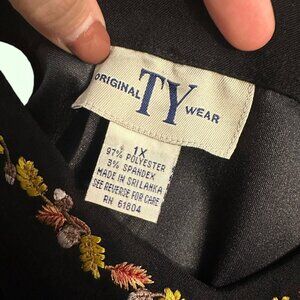 ORIGINAL TY WEAR
1X
97% POLYESTER
3% SPANDEX
MADE IN SRI LANKA
SEE REVERSE FOR CARE
RN 61804